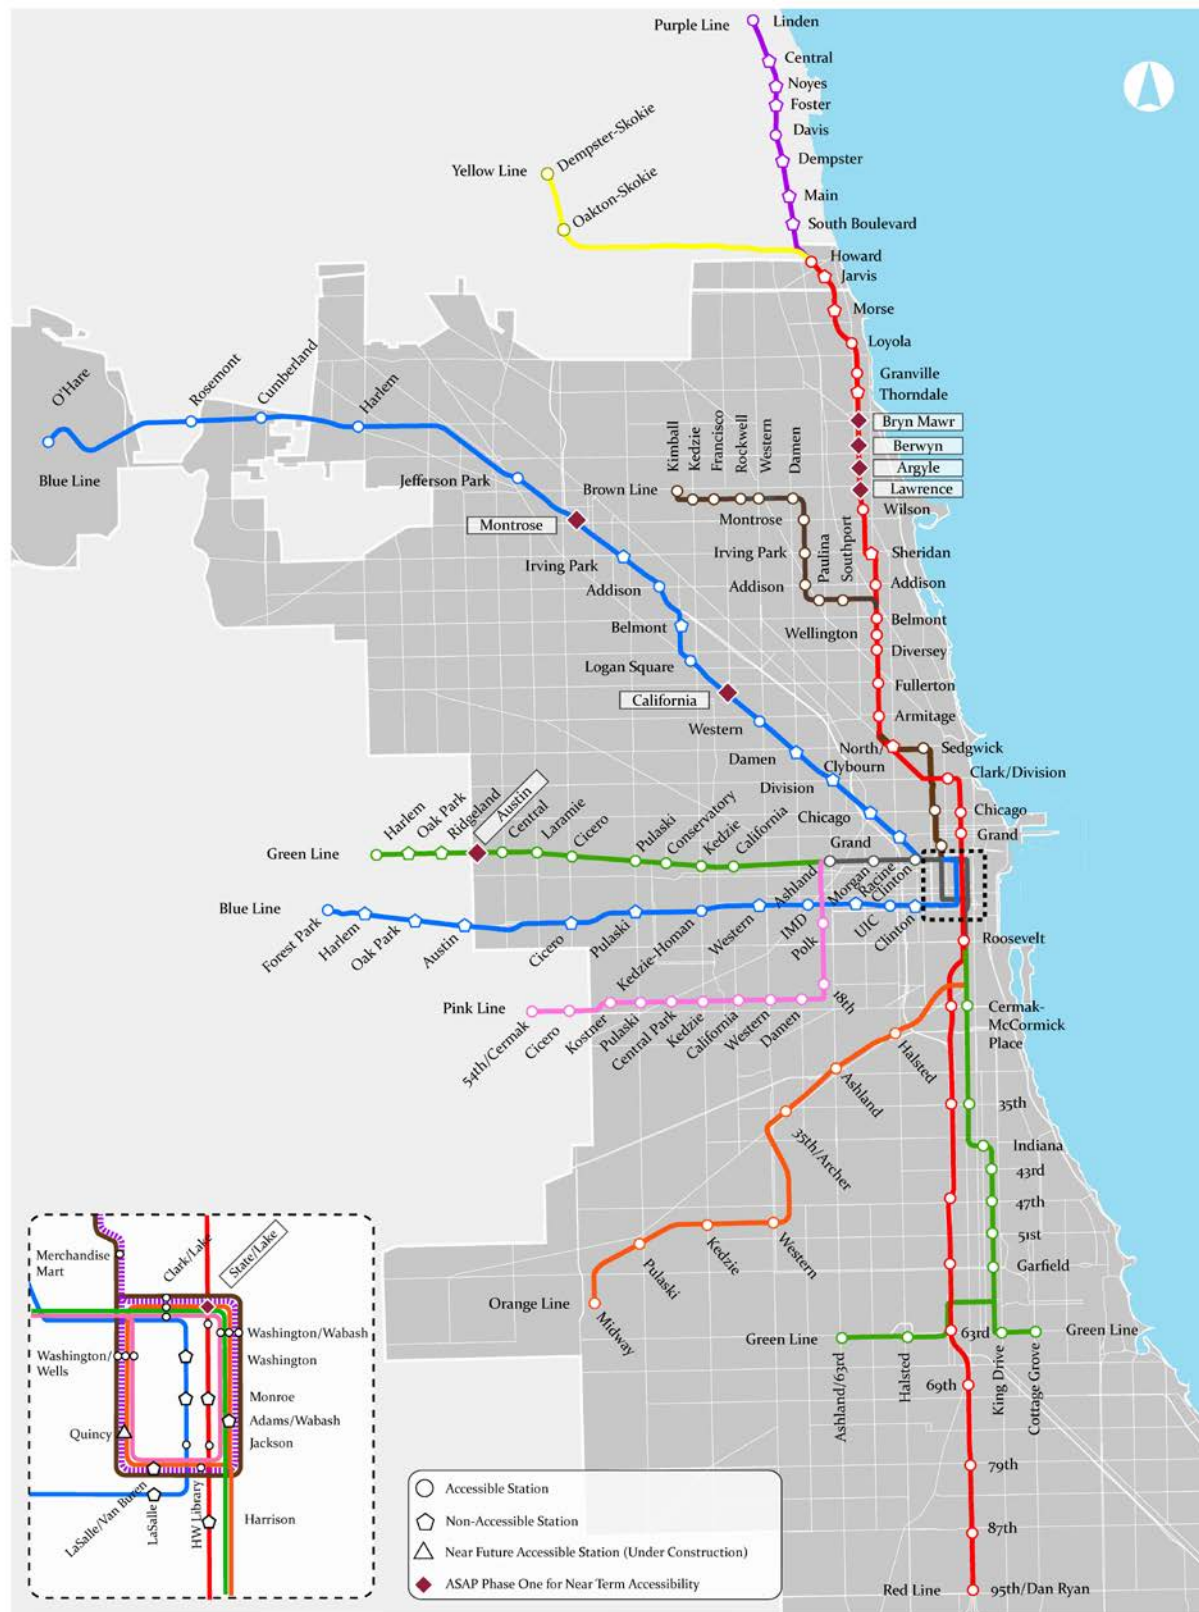 Purple Line
Linden
Central
Noyes
Foster
Davis
Dempster
Main
South Boulevard
Yellow Line
Dempster-Skokie
Oakton-Skokie
Howard
Jarvis
Morse
Loyola
Granville
Thorndale
Bryn Mawr
Berwyn
Argyle
Lawrence
Wilson
Sheridan
Addison
Belmont
Wellington
Diversey
Fullerton
Armitage
North/
Clybourn
Sedgwick
Clark/Division
Chicago
Grand
O'Hare
Blue Line
Rosemont
Cumberland
Harlem
Jefferson Park
Montrose
Irving Park
Addison
Belmont
Logan Square
California
Western
Damen
Division
Chicago
Grand
Brown Line
Kimball
Kedzie
Francisco
Rockwell
Western
Damen
Montrose
Irving Park
Addison
Paulina
Southport
Green Line
Harlem
Oak Park
Ridgeland
Austin
Central
Laramie
Cicero
Pulaski
Conservatory
Kedzie
California
Ashland
Morgan
Clinton
Blue Line
Forest Park
Harlem
Oak Park
Austin
Cicero
Pulaski
Kedzie-Homan
Western
IMD
Racine
UIC
Clinton
Pink Line
54th/Cermak
Cicero
Kostner
Pulaski
Central Park
Kedzie
California
Western
Damen
18th
Polk
Roosevelt
Cermak-
McCormick
Place
35th
Indiana
43rd
47th
51st
Garfield
Halsted
Ashland
35th/Archer
Western
Kedzie
Pulaski
Midway
Orange Line
Green Line
Ashland/63rd
Halsted
63rd
King Drive
Cottage Grove
Green Line
69th
79th
87th
Red Line
95th/Dan Ryan
Merchandise
Mart
Clark/Lake
State/Lake
Washington/Wabash
Washington/
Wells
Washington
Monroe
Adams/Wabash
Quincy
Jackson
LaSalle/Van Buren
LaSalle
HW Library
Harrison
Accessible Station
Non-Accessible Station
Near Future Accessible Station (Under Construction)
ASAP Phase One for Near Term Accessibility